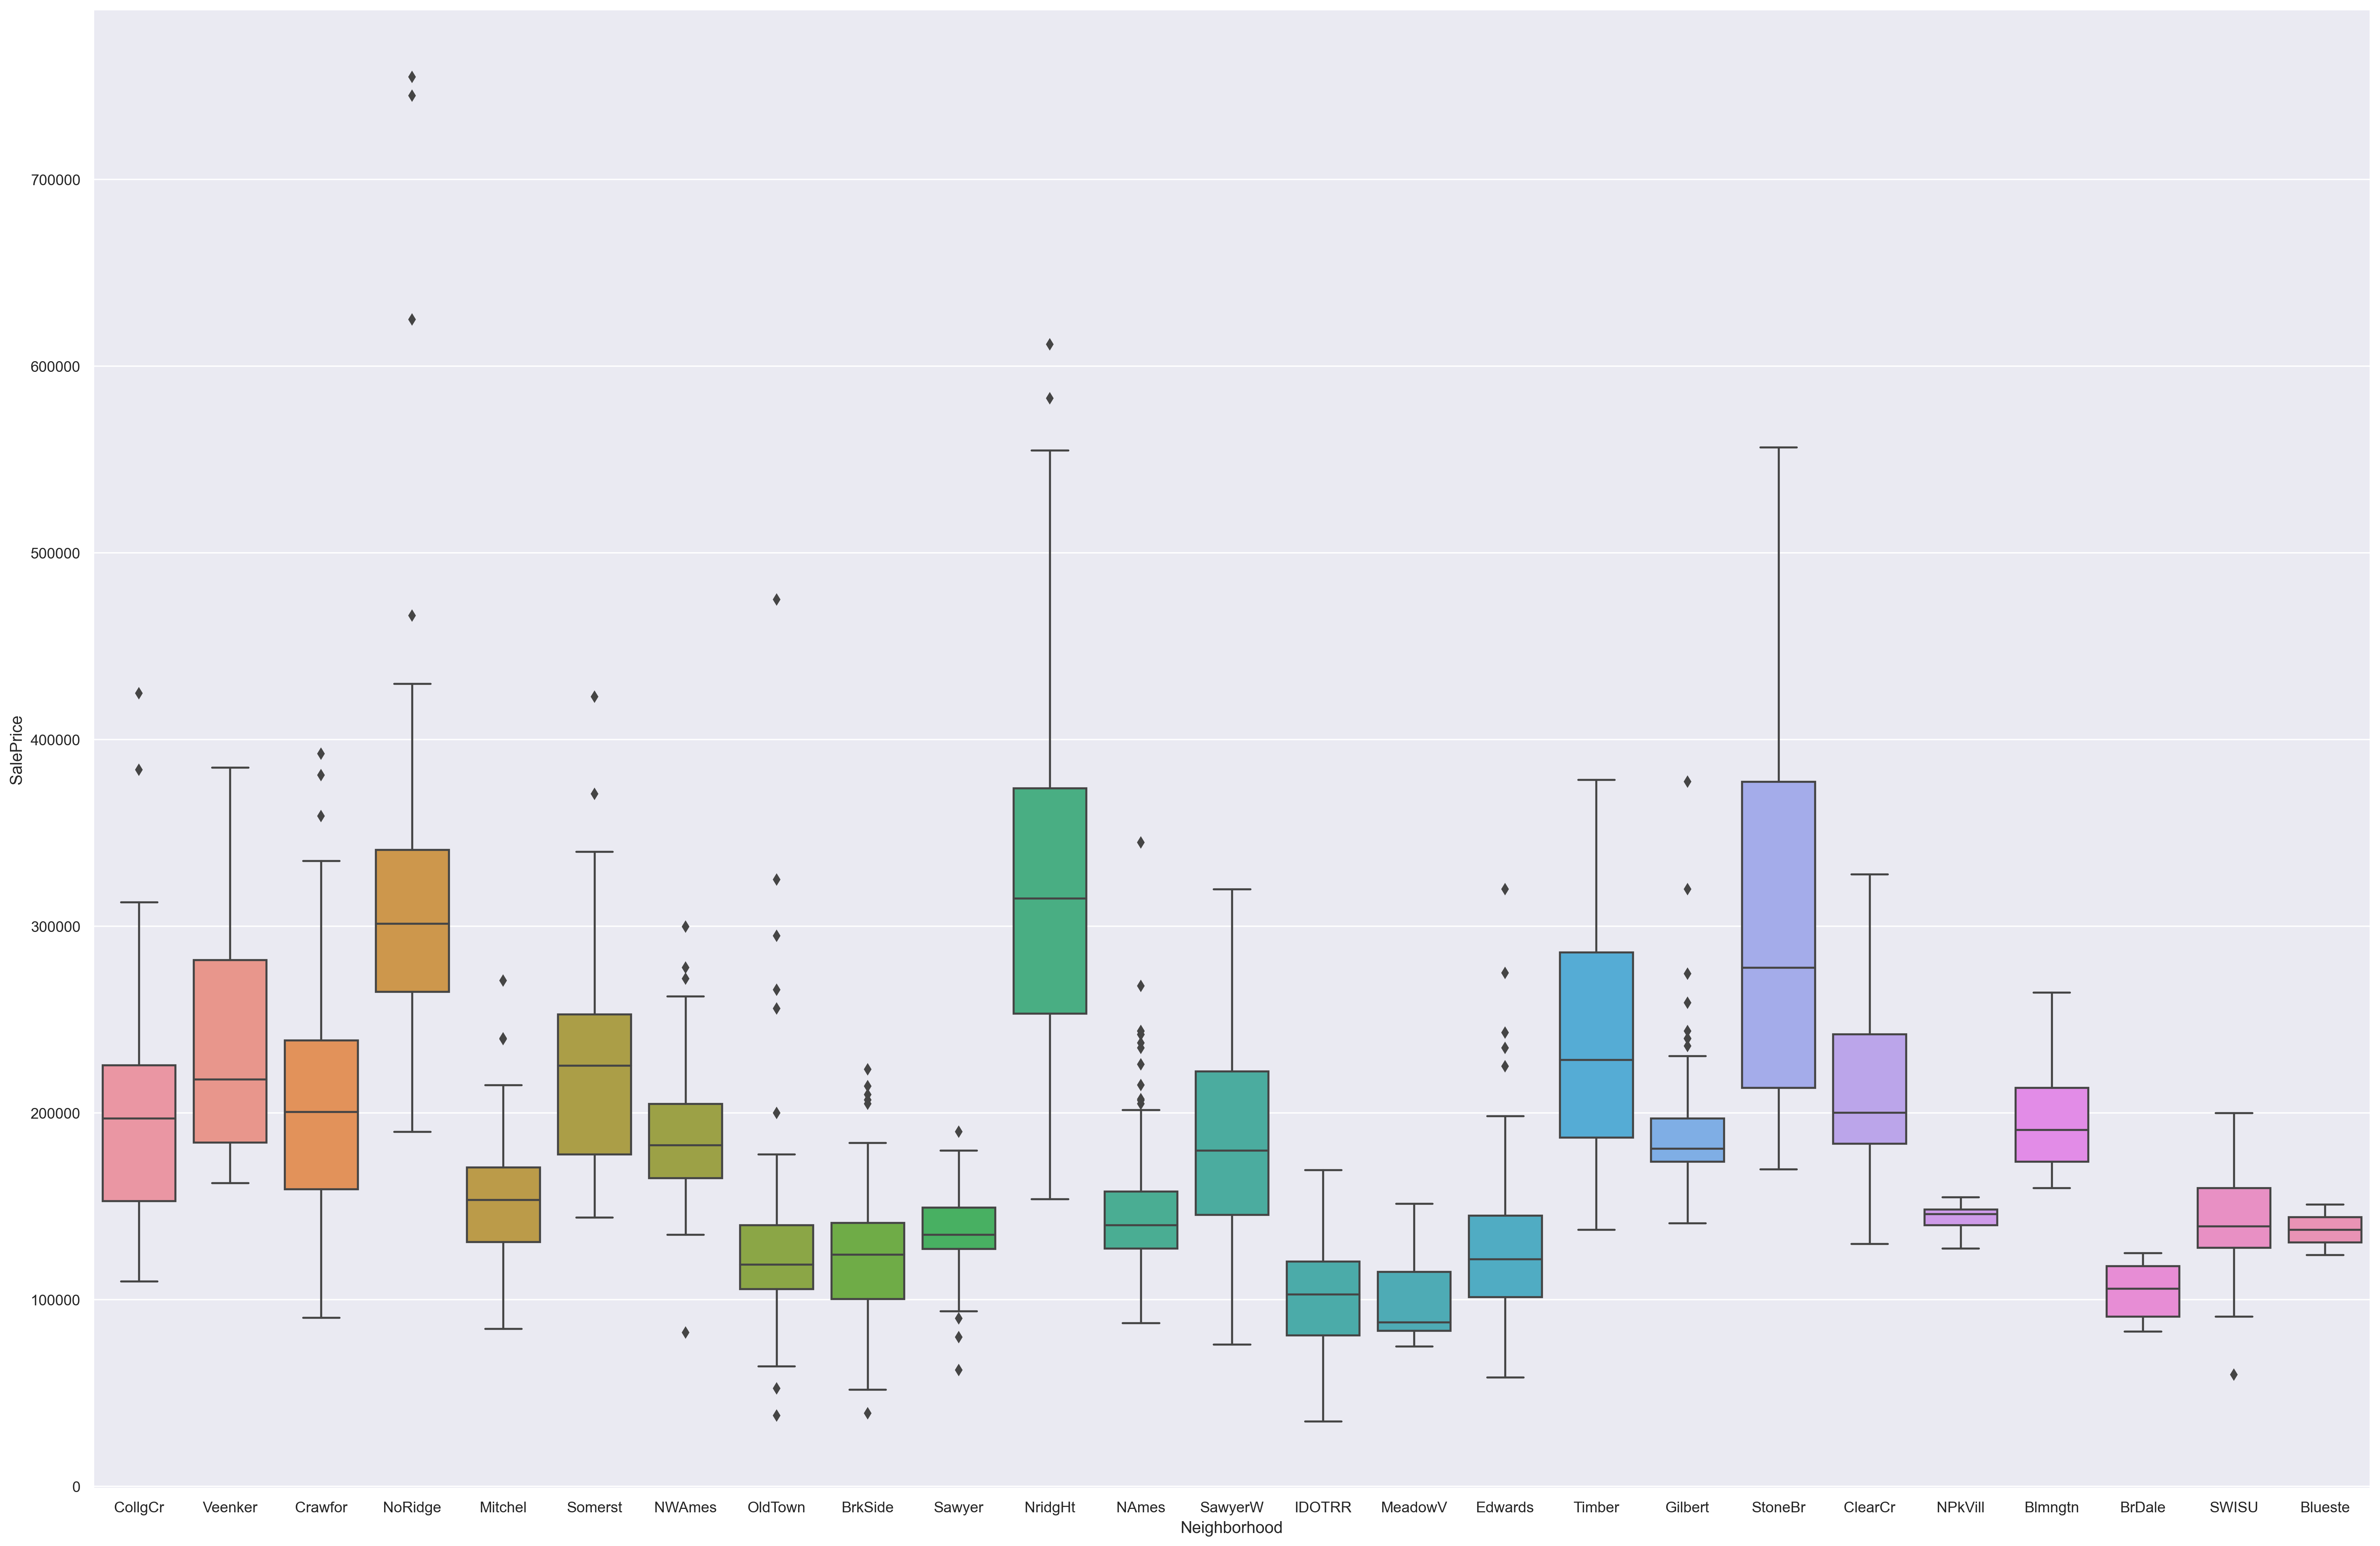 700000
600000
500000
400000
300000
200000
100000
0
SalePrice
CollgCr Veenker Crawfor NoRidge Mitchel Somerst NWAmes OldTown BrkSide Sawyer NridgHt NAmes SawyerW IDOTRR MeadowV Edwards Timber Gilbert StoneBr ClearCr NPkVill Blmngtn BrDale SWISU Blueste
Neighborhood